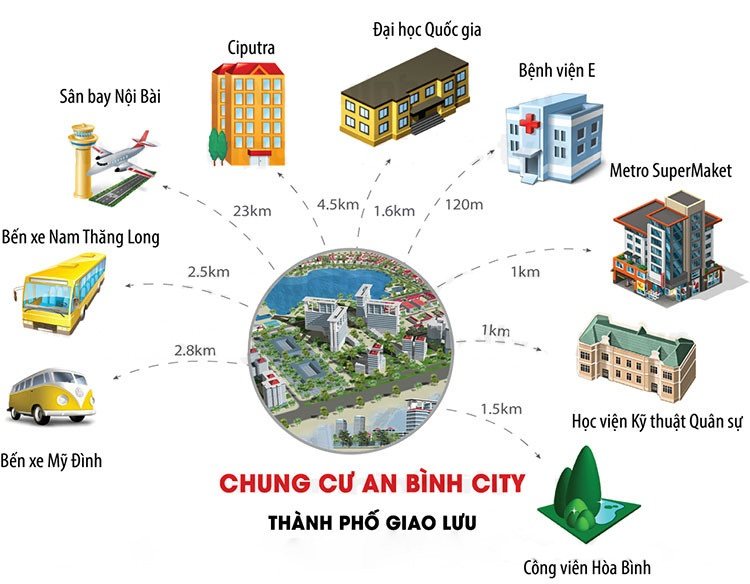 Đại học Quốc gia
Ciputra
Bệnh viện E
Sân bay Nội Bài
Metro SuperMaket
23km
4.5km
1.6km
120m
Bến xe Nam Thăng Long
2.5km
1km
1km
2.8km
1.5km
Học viện Kỹ thuật Quân sự
Bến xe Mỹ Đình
CHUNG CƯ AN BÌNH CITY
THÀNH PHỐ GIAO LƯU
Công viên Hòa Bình